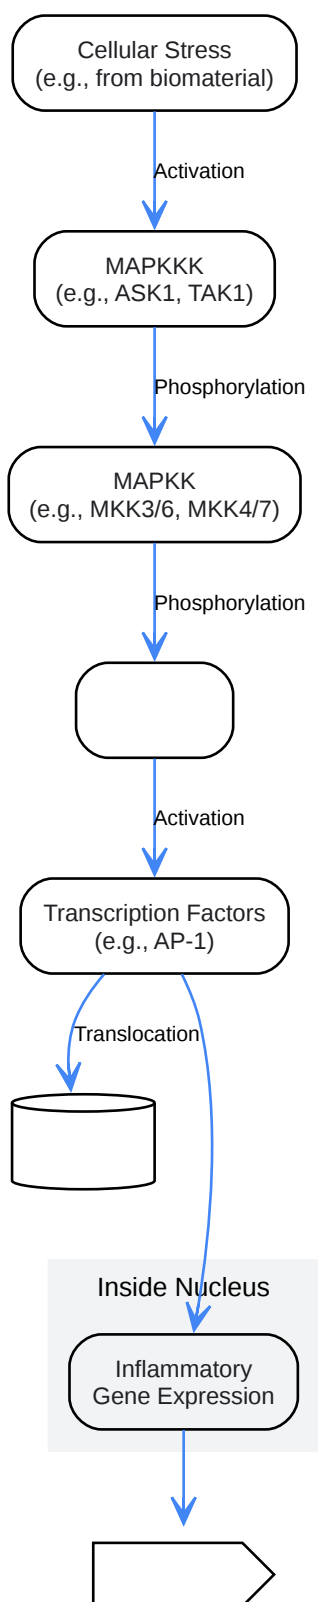 Cellular Stress
(e.g., from biomaterial)
Activation
MAPKKK
(e.g., ASK1, TAK1)
Phosphorylation
MAPKK
(e.g., MKK3/6, MKK4/7)
Phosphorylation
Activation
Transcription Factors
(e.g., AP-1)
Translocation
Inside Nucleus
Inflammatory
Gene Expression